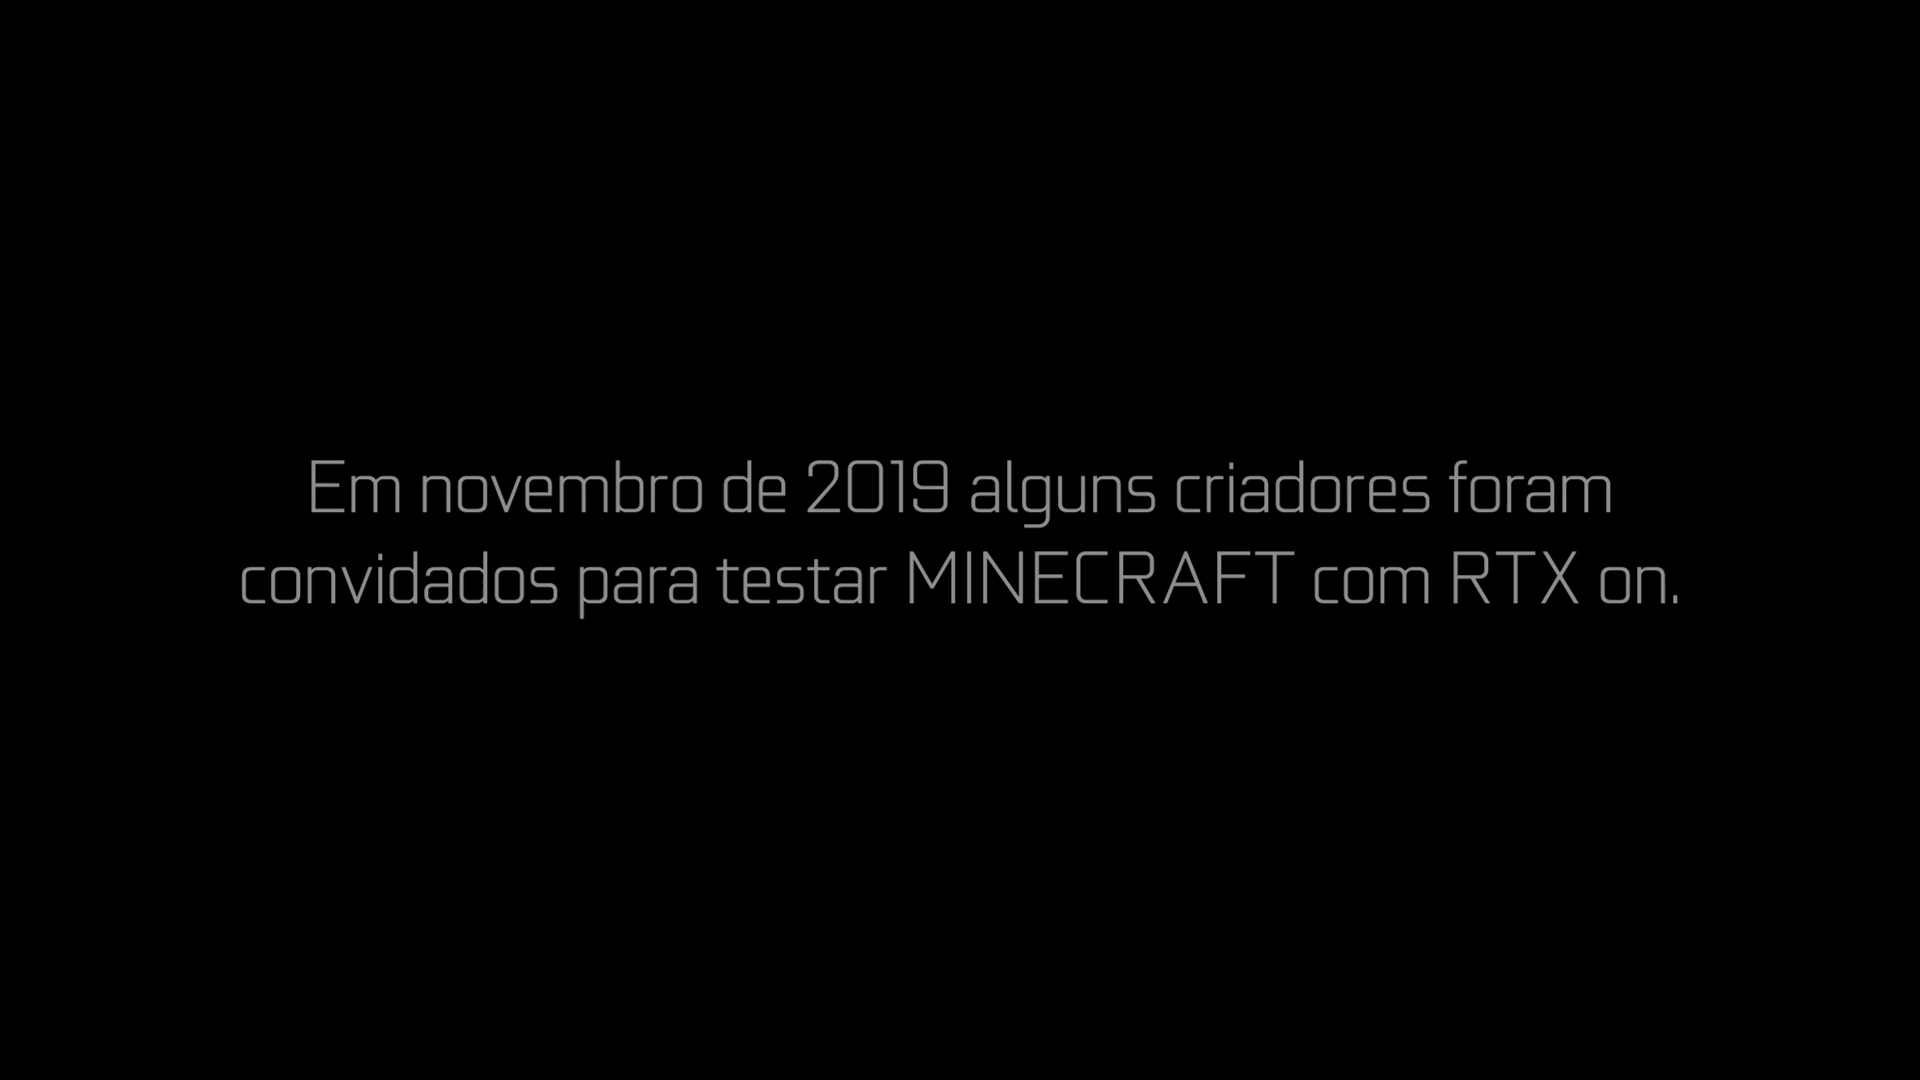 Em novembro de 2019 alguns criadores foram
convidados para testar MINECRAFT com RTX on.